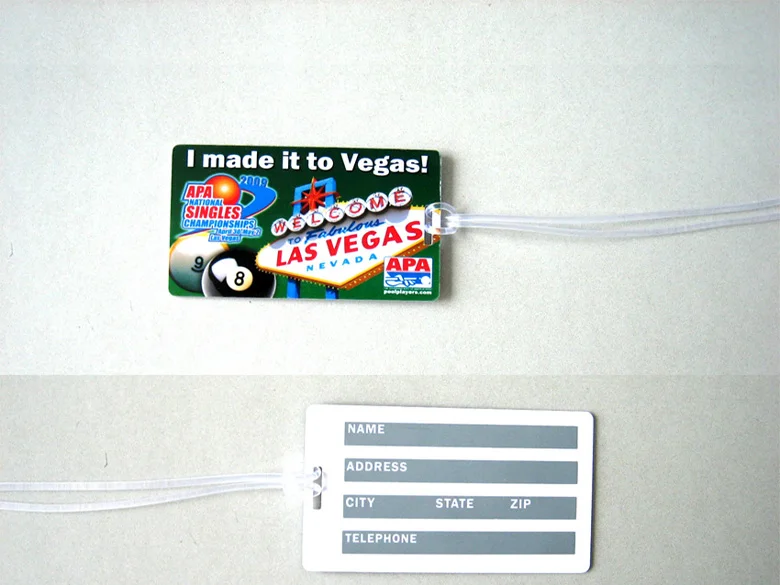 I made it to Vegas!
2009
APA
NATIONAL
SINGLES
CHAMPIONSHIPS
Las Vegas
9
8
WELCOME
TO Fabulous
LAS VEGAS
NEVADA
APA
poolplayers.com
NAME
ADDRESS
CITY STATE ZIP
TELEPHONE